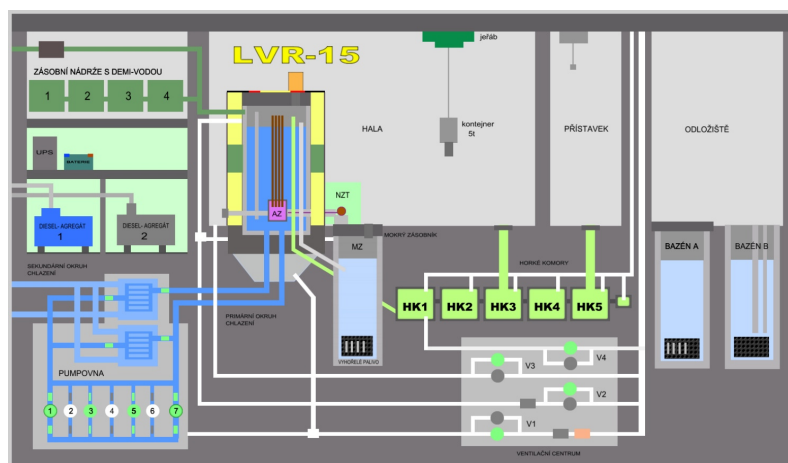 LVR-15
jeřáb
ZÁSOBNÍ NÁDRŽE S DEMI-VODOU
1 2 3 4
HALA
kontejner
5t
PŘÍSTAVEK
ODLOŽIŠTĚ
UPS
BATERIE
NZT
AZ
DIESEL- AGREGÁT
1
DIESEL- AGREGÁT
2
MOKRÝ ZÁSOBNÍK
MZ
BAZÉN A
BAZÉN B
SEKUNDÁRNÍ OKRUH
CHLAZENÍ
HORKÉ KOMORY
HK1 HK2 HK3 HK4 HK5
PRIMÁRNÍ OKRUH
CHLAZENÍ
VYHOŘELÉ PALIVO
PUMPOVNA
1 2 3 4 5 6 7
V3
V4
V2
V1
VENTILAČNÍ CENTRUM